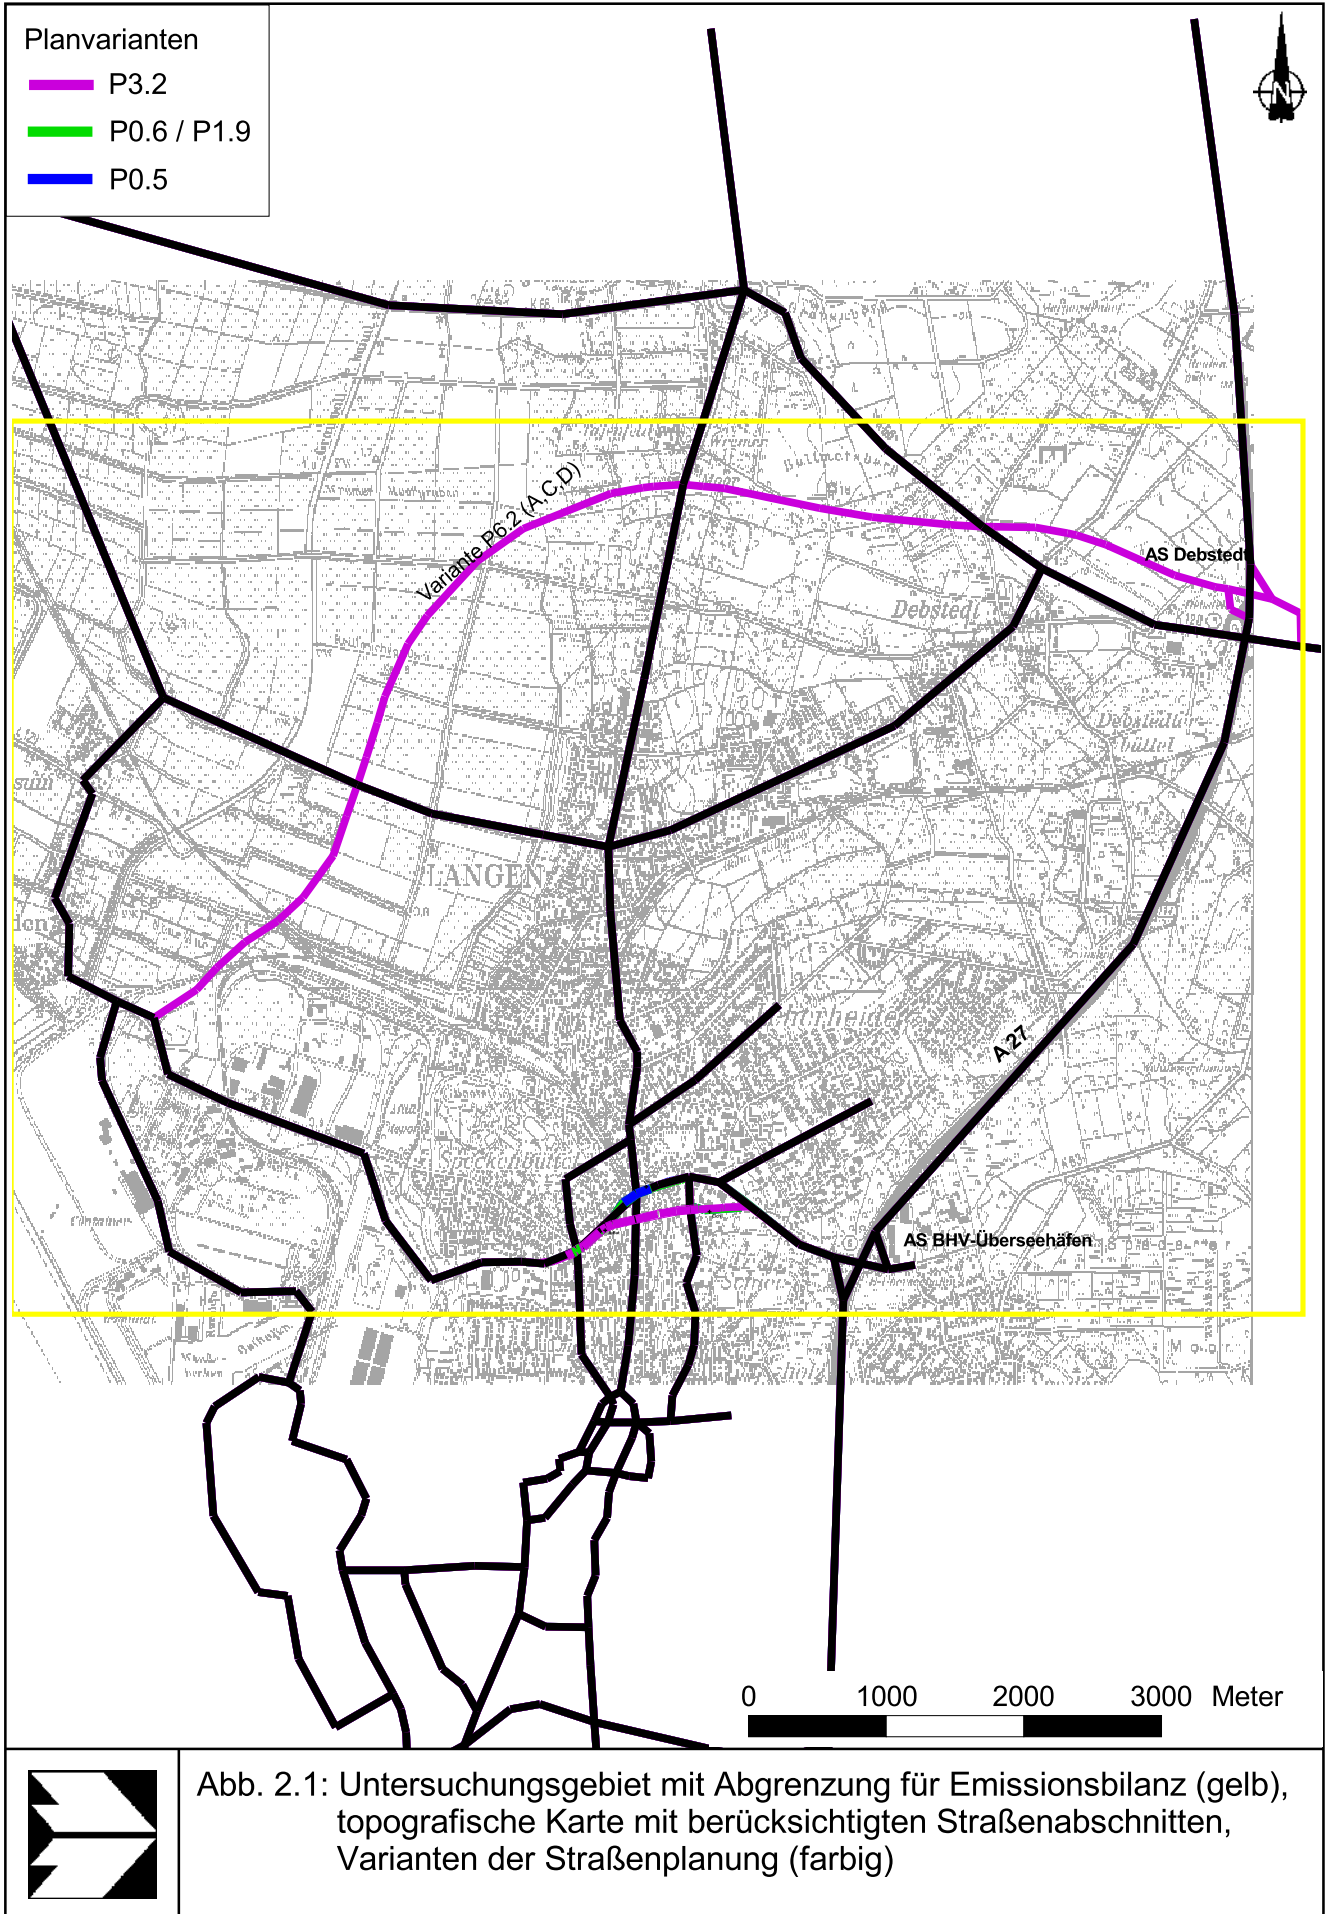 Planvarianten
P3.2
P0.6 / P1.9
P0.5
N
Variante P6.2 (A,C,D)
AS Debstedt
Debstedt
Debstedter
büttel
LANGEN
A 27
AS BHV-Überseehäfen
0 1000 2000 3000 Meter
Abb. 2.1: Untersuchungsgebiet mit Abgrenzung für Emissionsbilanz (gelb),
topografische Karte mit berücksichtigten Straßenabschnitten,
Varianten der Straßenplanung (farbig)